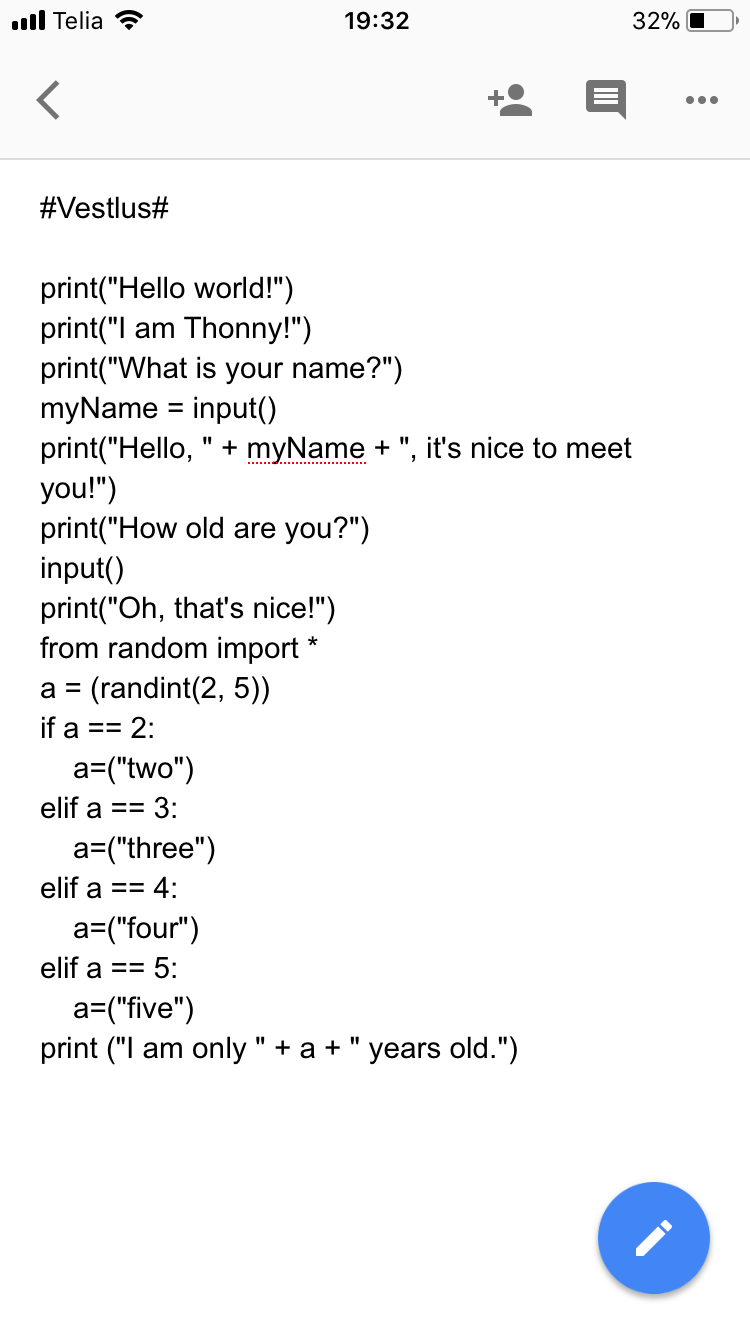 Telia 19:32 32%
#Vestlus#
print("Hello world!")
print("I am Thonny!")
print("What is your name?")
myName = input()
print("Hello, " + myName + ", it's nice to meet
you!")
print("How old are you?")
input()
print("Oh, that's nice!")
from random import *
a = (randint(2, 5))
if a == 2:
    a=("two")
elif a == 3:
    a=("three")
elif a == 4:
    a=("four")
elif a == 5:
    a=("five")
print ("I am only " + a + " years old.")